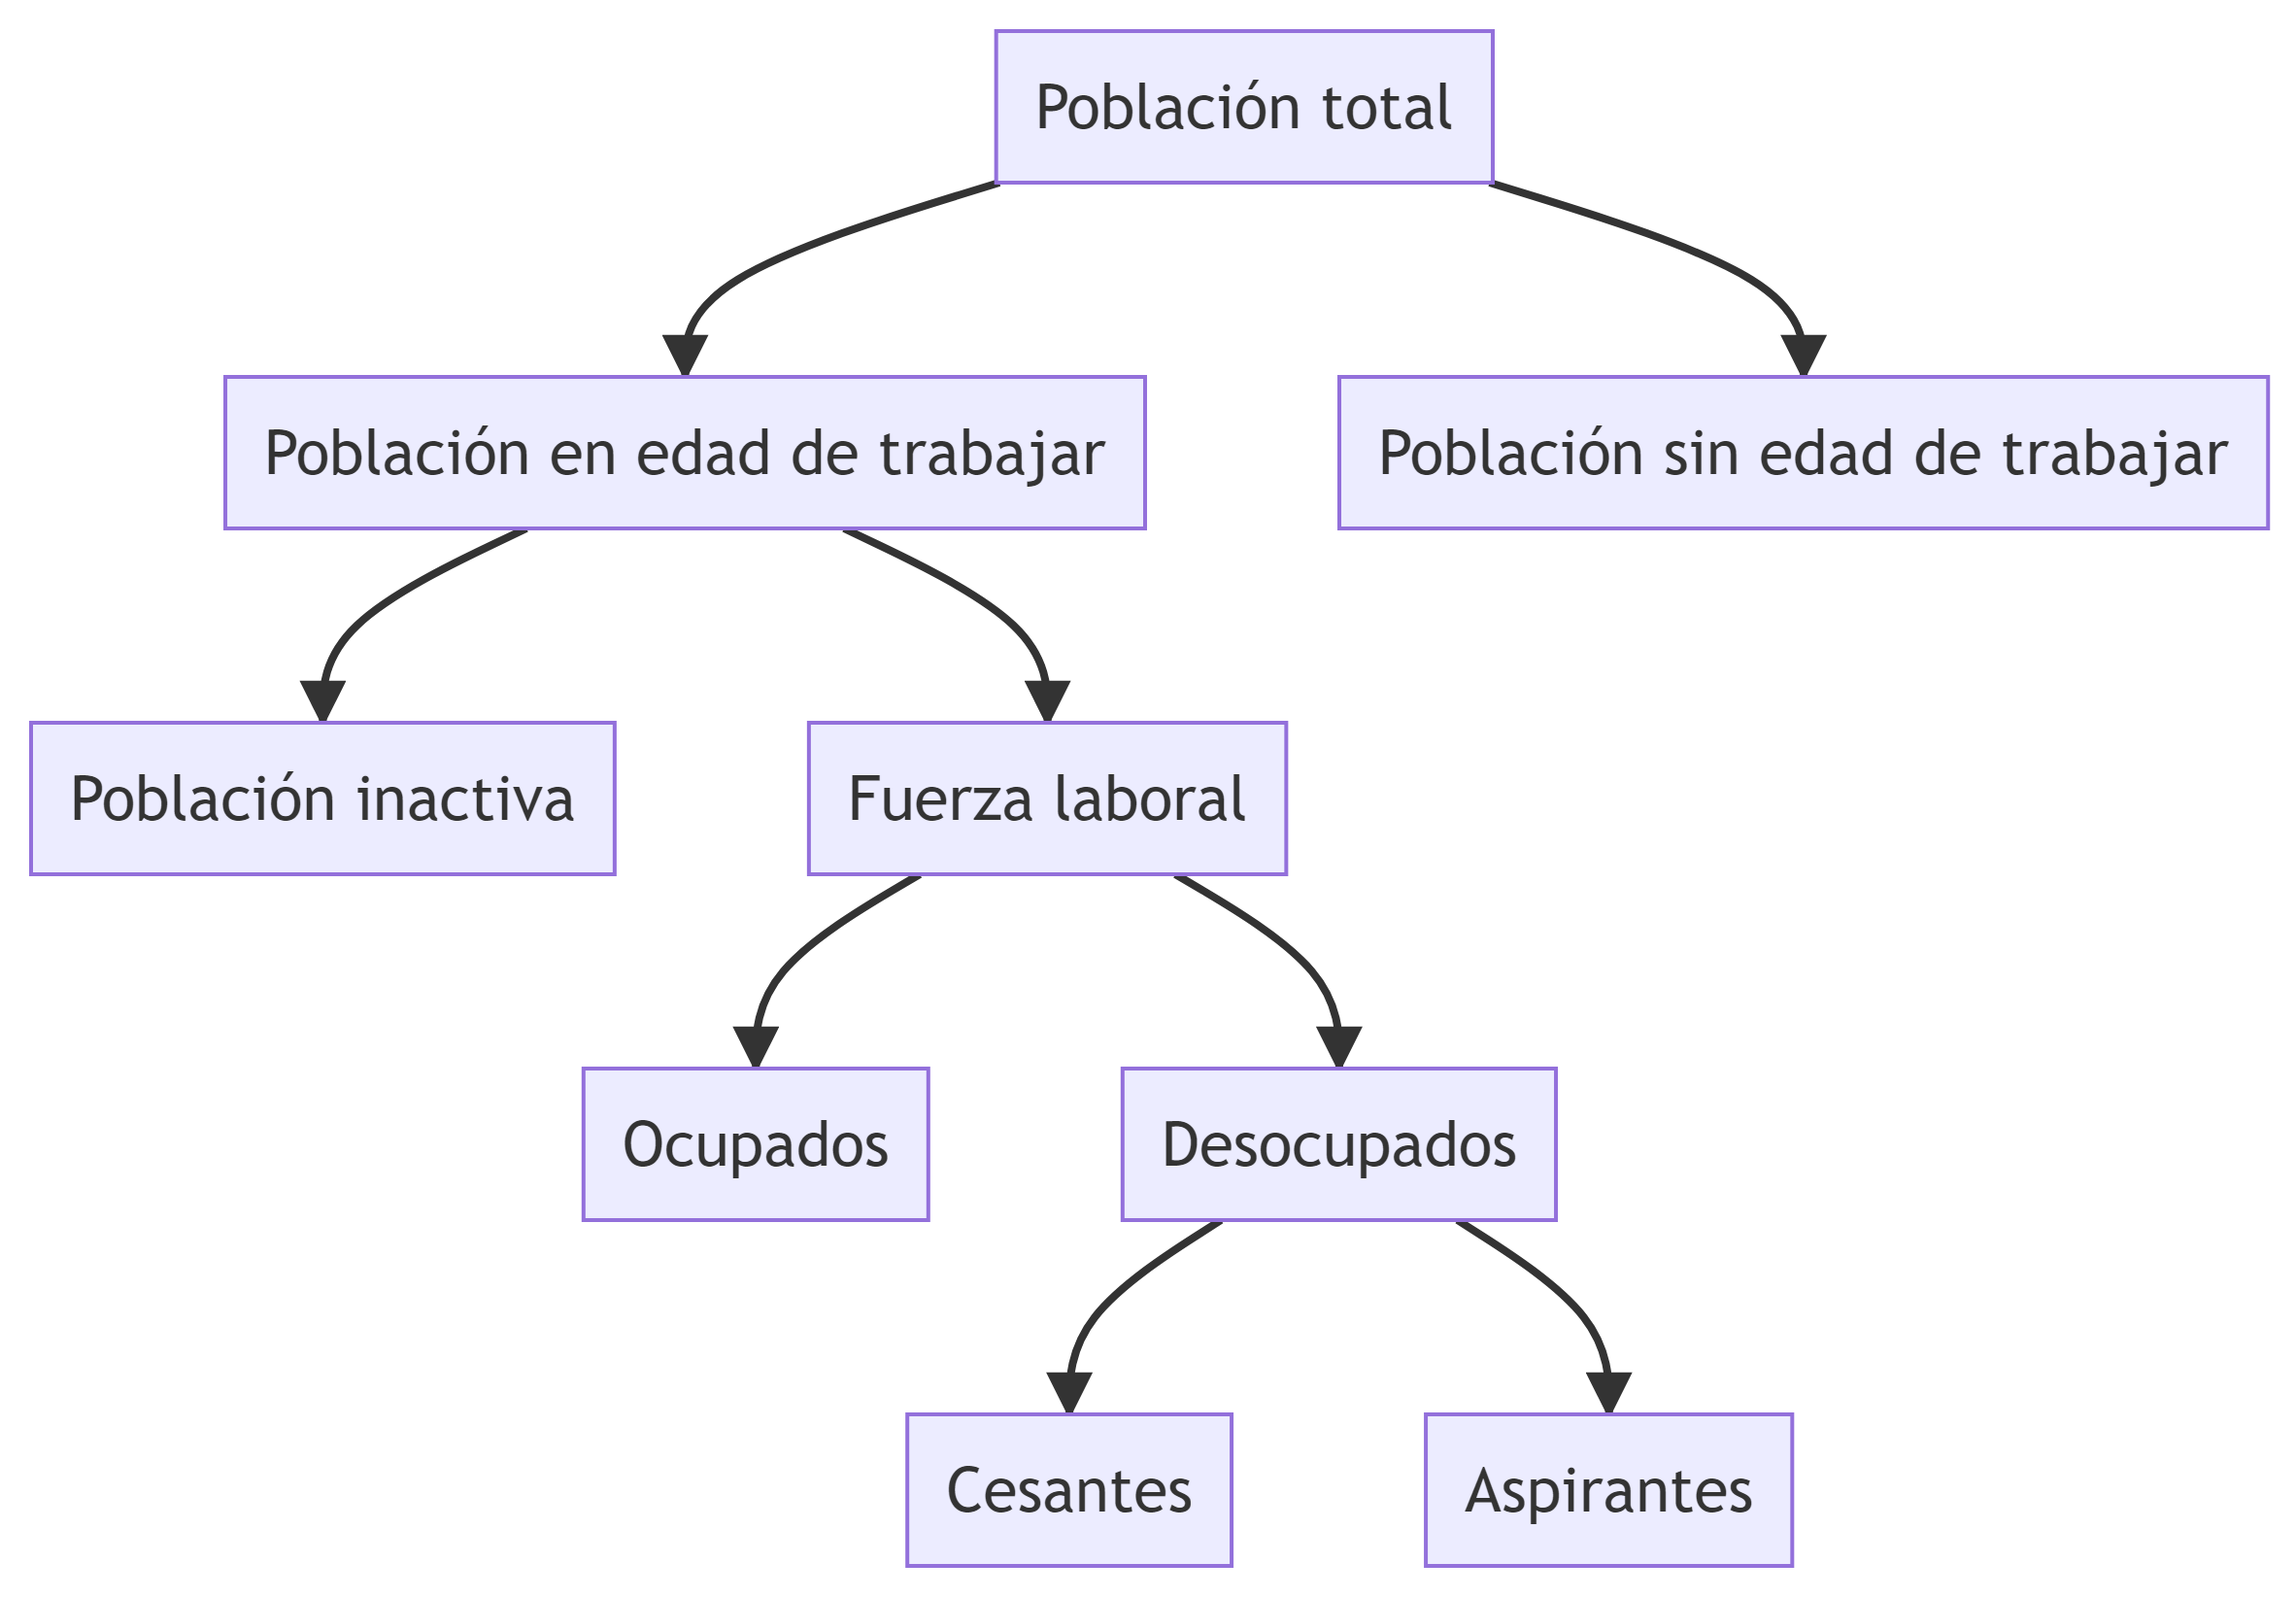 Población total
Población en edad de trabajar
Población sin edad de trabajar
Población inactiva
Fuerza laboral
Ocupados
Desocupados
Cesantes
Aspirantes